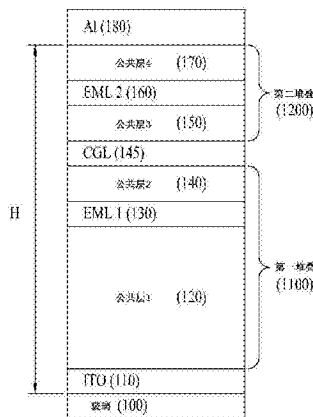 Al (180)
公共层4 (170)
EML 2 (160)
公共层3 (150)
第二堆叠
(1200)
CGL (145)
公共层2 (140)
EML 1 (130)
H
公共层1 (120)
第一堆叠
(1100)
ITO (110)
玻璃 (100)